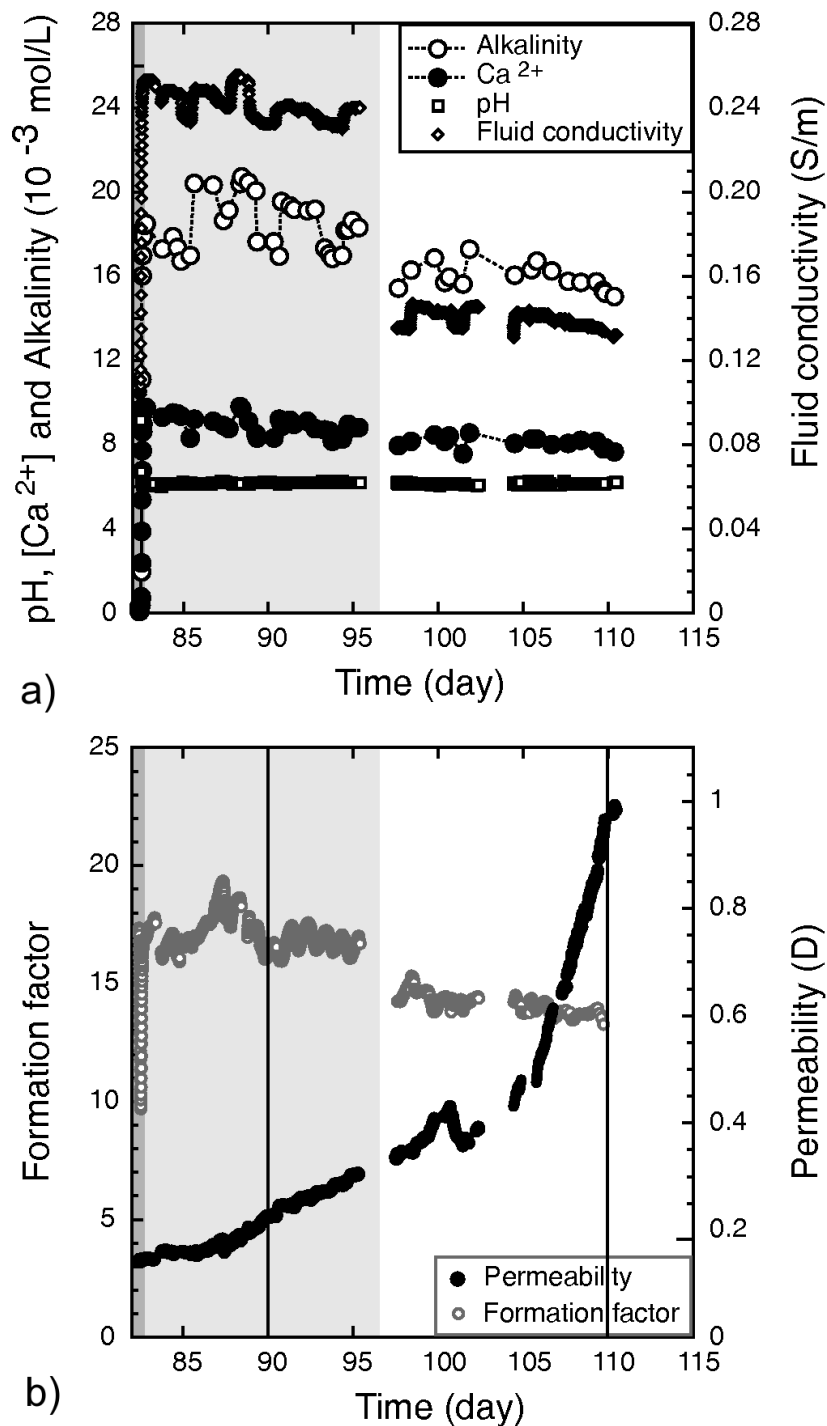 28
24
20
16
12
8
4
0
pH, [Ca 2+] and Alkalinity (10 -3 mol/L)
Alkalinity
Ca 2+
pH
Fluid conductivity
0.28
0.24
0.20
0.16
0.12
0.08
0.04
0
Fluid conductivity (S/m)
85 90 95 100 105 110 115
Time (day)
a)
25
20
15
10
5
0
Formation factor
1
0.8
0.6
0.4
0.2
0
Permeability (D)
Permeability
Formation factor
85 90 95 100 105 110 115
Time (day)
b)